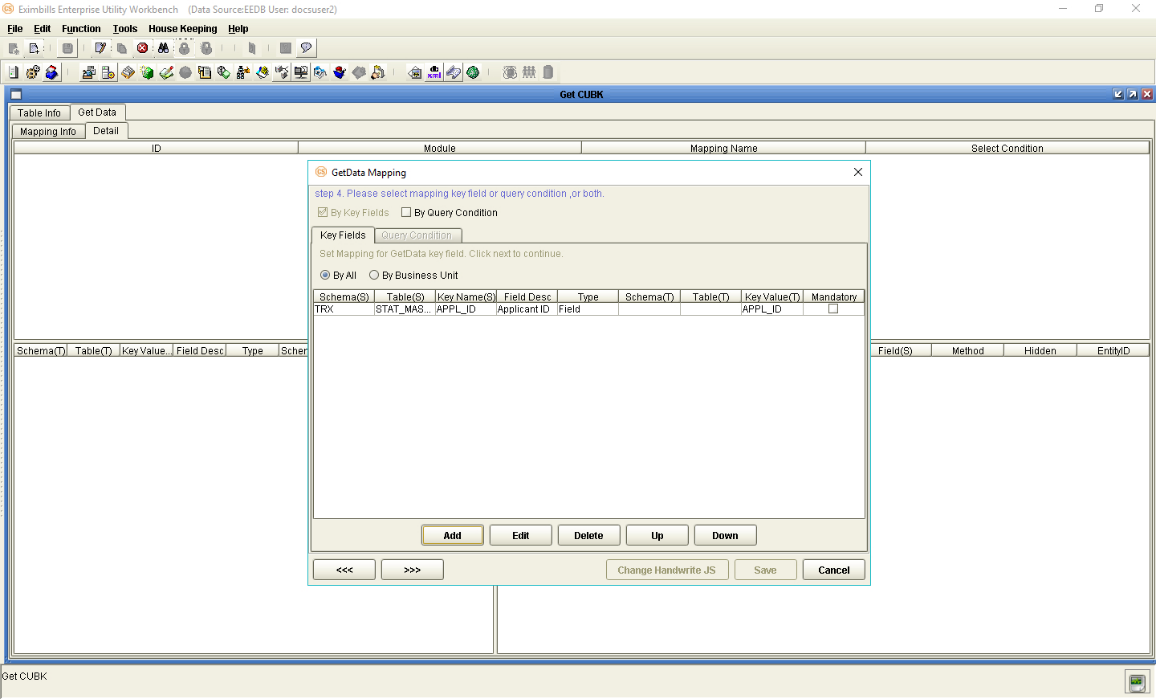 Eximbills Enterprise Utility Workbench (Data Source:EEDB User: docsuser2)
File Edit Function Tools House Keeping Help
Get CUBK
Table Info Get Data
Mapping Info Detail
ID Module Mapping Name Select Condition
GetData Mapping
step 4. Please select mapping key field or query condition ,or both.
By Key Fields By Query Condition
Key Fields Query Condition
Set Mapping for GetData key field. Click next to continue.
By All By Business Unit
Schema(S) Table(S) Key Name(S) Field Desc Type Schema(T) Table(T) Key Value(T) Mandatory
TRX STAT_MAS... APPL_ID Applicant ID Field APPL_ID
Schema(T) Table(T) Key Value... Field Desc Type Scher Field(S) Method Hidden EntityID
Add Edit Delete Up Down
<<< >>> Change Handwrite JS Save Cancel
Get CUBK